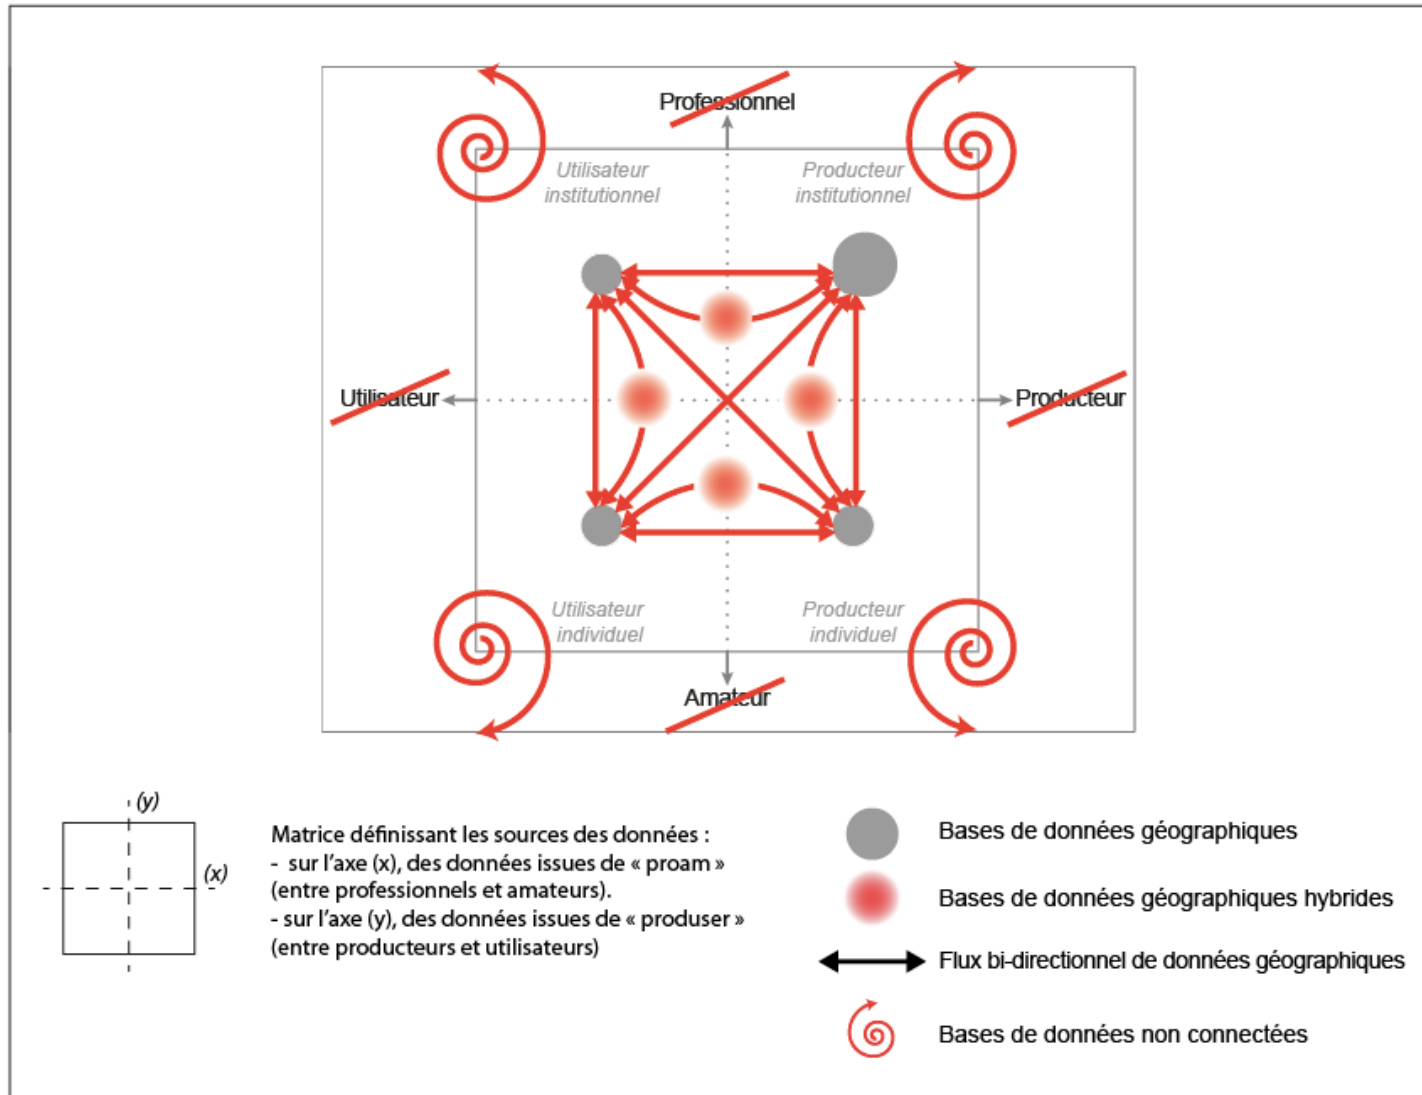 Professionnel
Utilisateur
institutionnel
Producteur
institutionnel
Utilisateur
Producteur
Utilisateur
individuel
Producteur
individuel
Amateur
(y)
(x)
Matrice définissant les sources des données :
- sur l'axe (x), des données issues de « proam »
(entre professionnels et amateurs).
- sur l'axe (y), des données issues de « produser »
(entre producteurs et utilisateurs)
Bases de données géographiques
Bases de données géographiques hybrides
Flux bi-directionnel de données géographiques
Bases de données non connectées